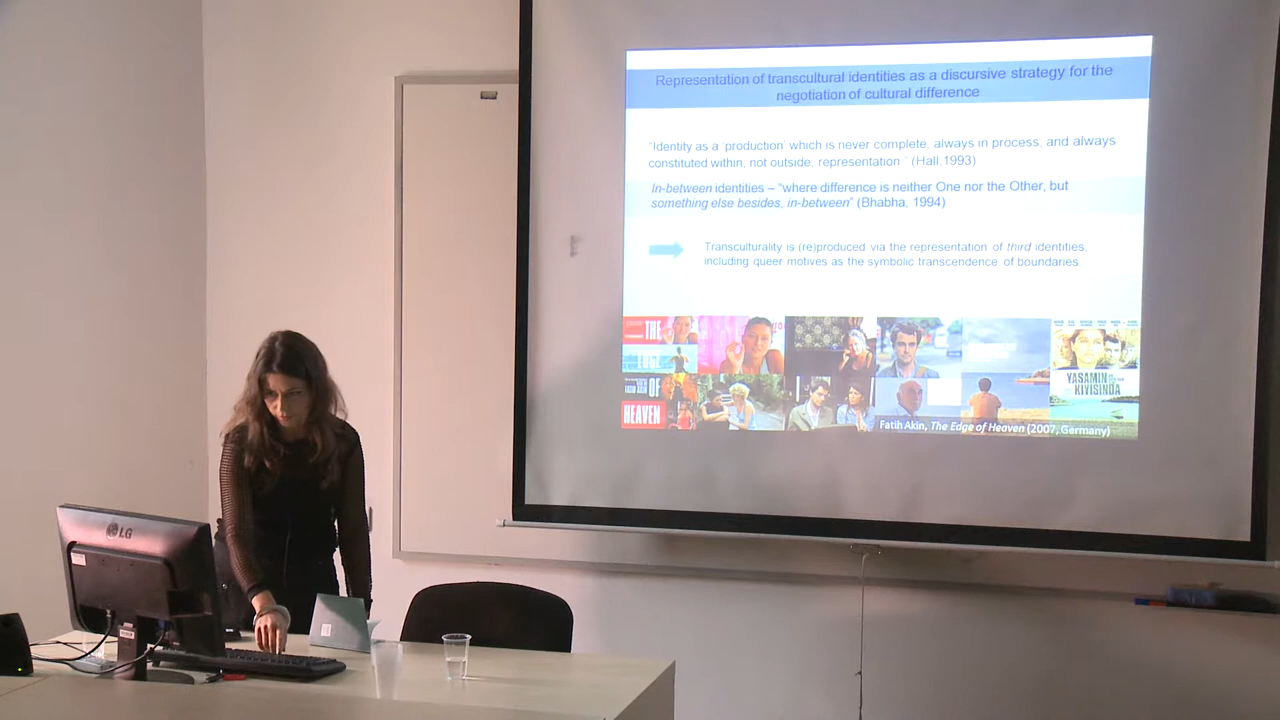 Representation of transcultural identities as a discursive strategy for the
negotiation of cultural difference
“Identity as a ‘production’ which is never complete, always in process, and always
constituted within, not outside, representation.” (Hall,1993)
In-between identities – “where difference is neither One nor the Other, but
something else besides, in-between” (Bhabha, 1994)
Transculturality is (re)produced via the representation of third identities,
including queer motives as the symbolic transcendence of boundaries.
THE
EDGE
OF
HEAVEN
YASAMIN
KIYISINDA
Fatih Akin, The Edge of Heaven (2007, Germany)
LG